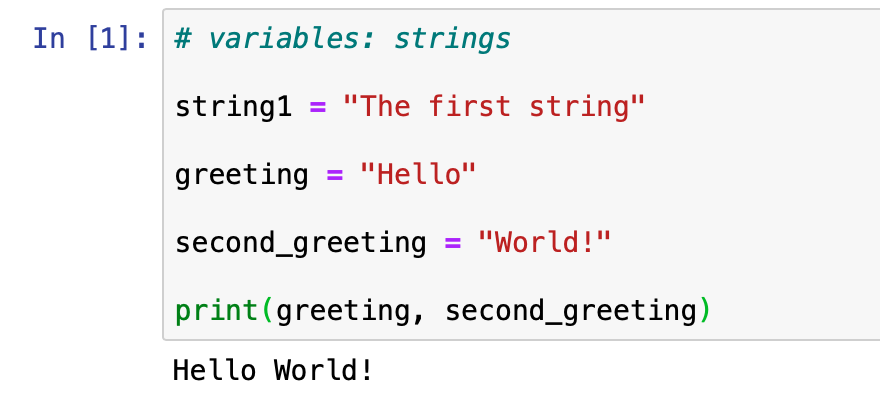 In [1]: # variables: strings
string1 = "The first string"
greeting = "Hello"
second_greeting = "World!"
print(greeting, second_greeting)
Hello World!